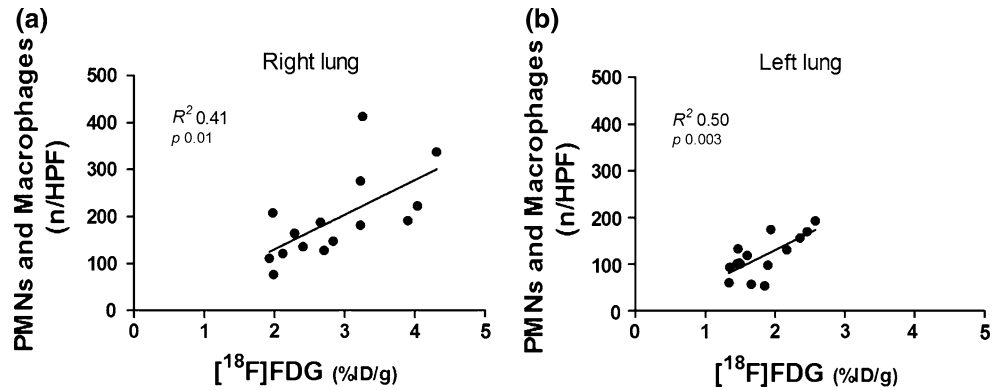 (a)
Right lung
PMNs and Macrophages
(n/HPF)
500
400
300
200
100
0
R² 0.41
p 0.01
0 1 2 3 4 5
[¹⁸F]FDG (%ID/g)
(b)
Left lung
PMNs and Macrophages
(n/HPF)
500
400
300
200
100
0
R² 0.50
p 0.003
0 1 2 3 4 5
[¹⁸F]FDG (%ID/g)